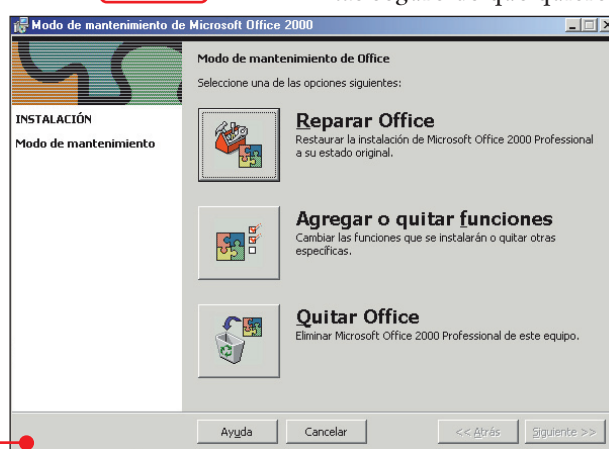 Modo de mantenimiento de Microsoft Office 2000
Modo de mantenimiento de Office
Seleccione una de las opciones siguientes:
INSTALACIÓN
Modo de mantenimiento
Reparar Office
Restaurar la instalación de Microsoft Office 2000 Professional
a su estado original.
Agregar o quitar funciones
Cambiar las funciones que se instalarán o quitar otras
específicas.
Quitar Office
Eliminar Microsoft Office 2000 Professional de este equipo.
Ayuda
Cancelar
<< Atrás
Siguiente >>